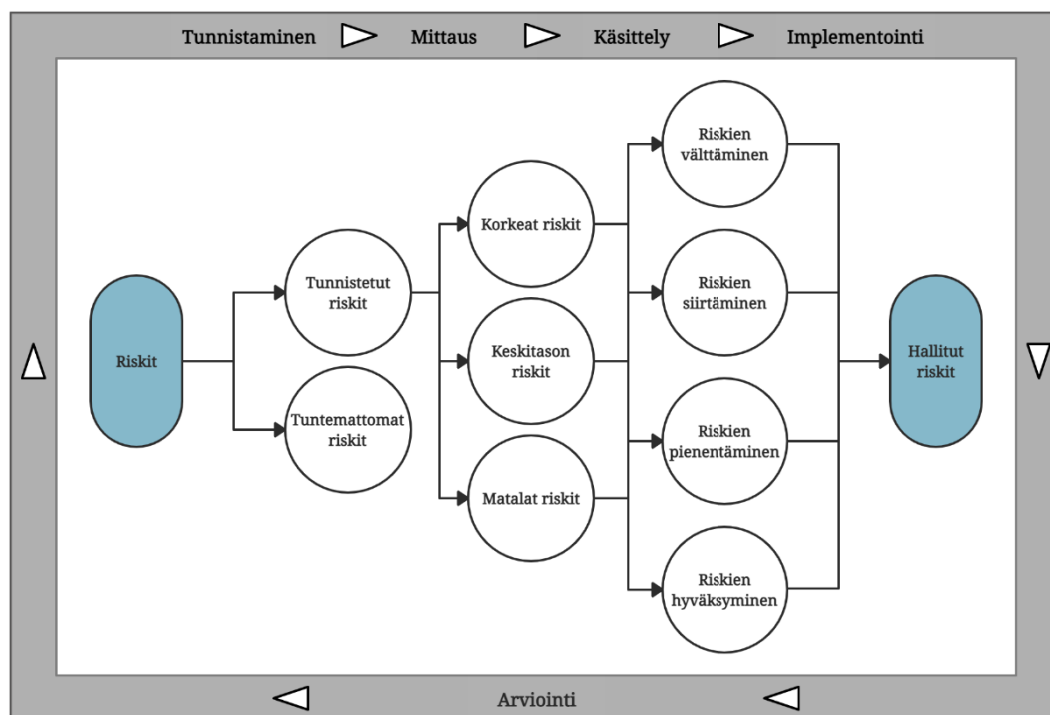 Tunnistaminen
Mittaus
Käsittely
Implementointi
Riskit
Tunnistetut
riskit
Tuntemattomat
riskit
Korkeat riskit
Keskitason
riskit
Matalat riskit
Riskien
välttäminen
Riskien
siirtäminen
Riskien
pienentäminen
Riskien
hyväksyminen
Hallitut
riskit
Arviointi